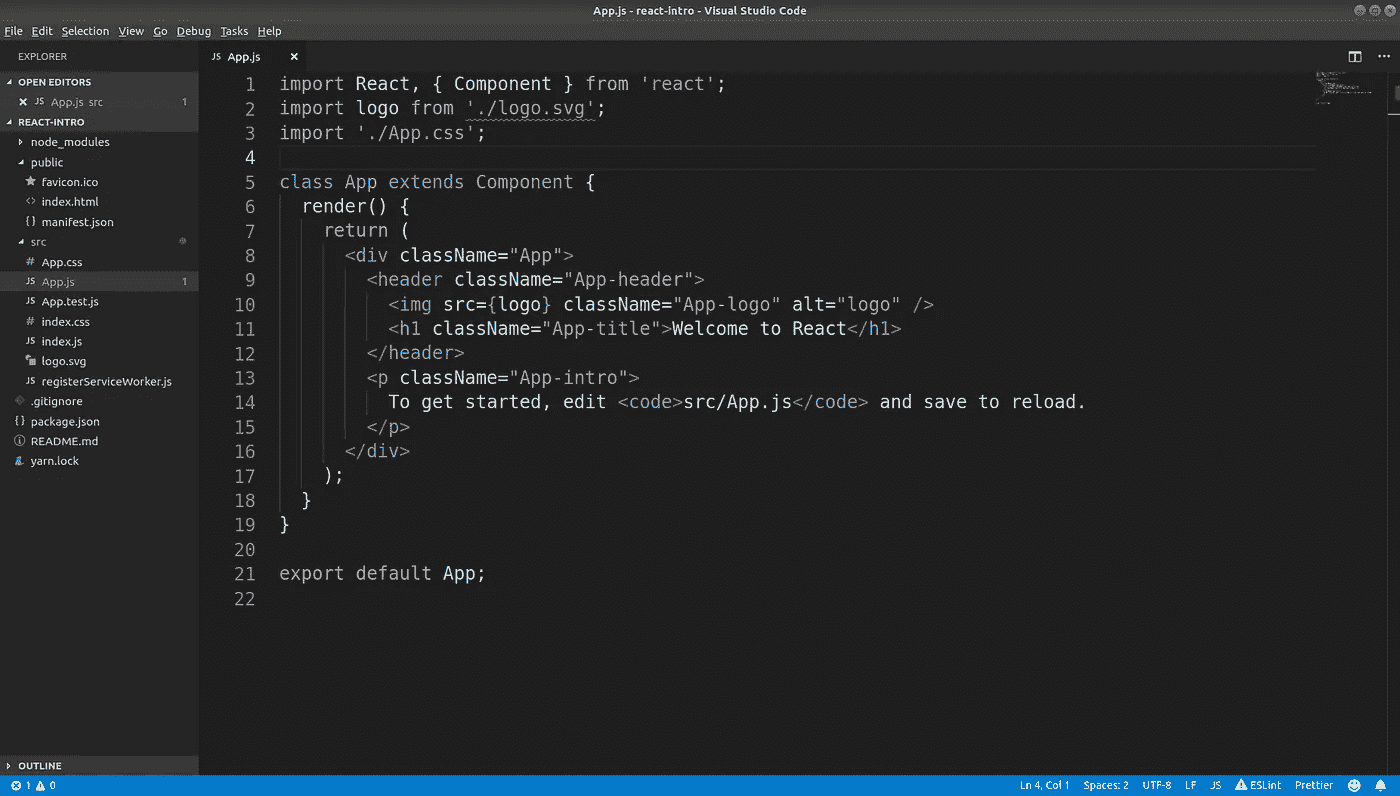 App.js - react-intro - Visual Studio Code
File Edit Selection View Go Debug Tasks Help
EXPLORER
OPEN EDITORS
JS App.js src 1
REACT-INTRO
node_modules
public
favicon.ico
<> index.html
{} manifest.json
src
# App.css
JS App.js 1
JS App.test.js
# index.css
JS index.js
logo.svg
JS registerServiceWorker.js
.gitignore
{} package.json
README.md
yarn.lock
OUTLINE
JS App.js
1 import React, { Component } from 'react';
2 import logo from './logo.svg';
3 import './App.css';
4
5 class App extends Component {
6 render() {
7 return (
8 <div className="App">
9 <header className="App-header">
10 <img src={logo} className="App-logo" alt="logo" />
11 <h1 className="App-title">Welcome to React</h1>
12 </header>
13 <p className="App-intro">
14 To get started, edit <code>src/App.js</code> and save to reload.
15 </p>
16 </div>
17 );
18 }
19 }
20
21 export default App;
22
1 0 Ln 4, Col 1 Spaces: 2 UTF-8 LF JS ESLint Prettier